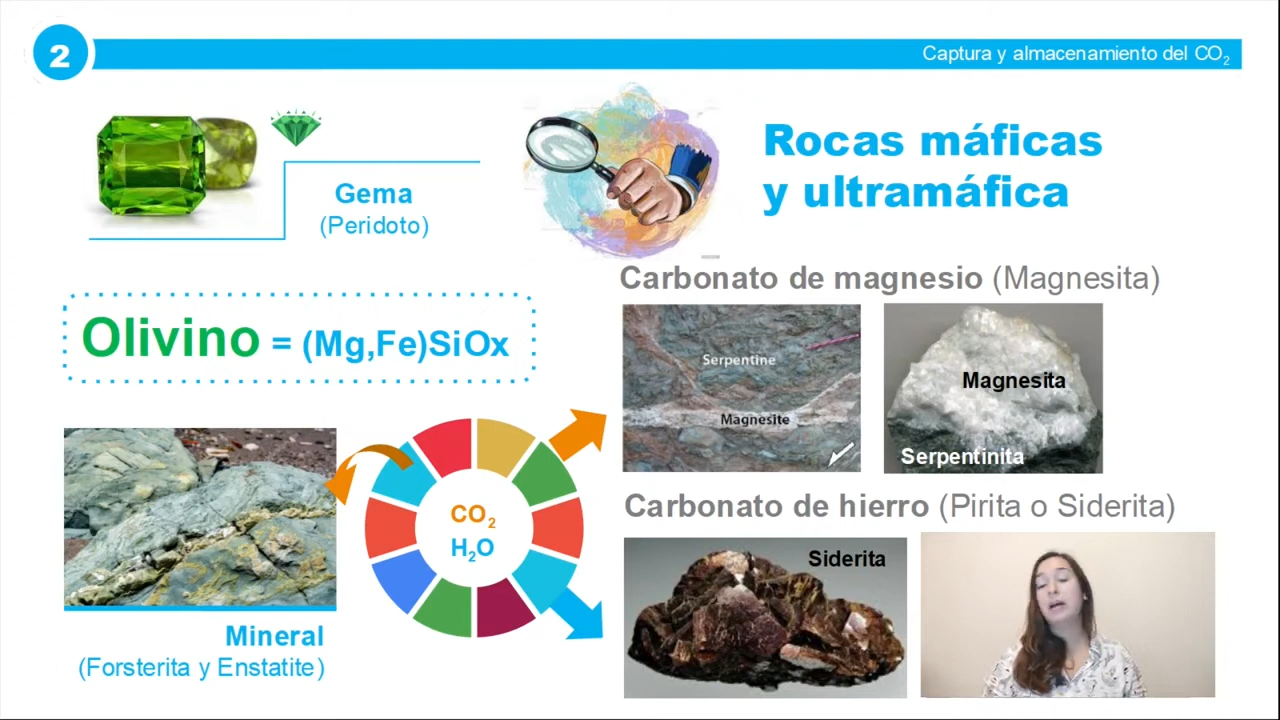 2
Captura y almacenamiento del CO₂
Gema
(Peridoto)
Rocas máficas
y ultramáfica
Olivino = (Mg,Fe)SiOx
Carbonato de magnesio (Magnesita)
Serpentine
Magnesite
Magnesita
Serpentinita
Mineral
(Forsterita y Enstatite)
CO₂
H₂O
Carbonato de hierro (Pirita o Siderita)
Siderita